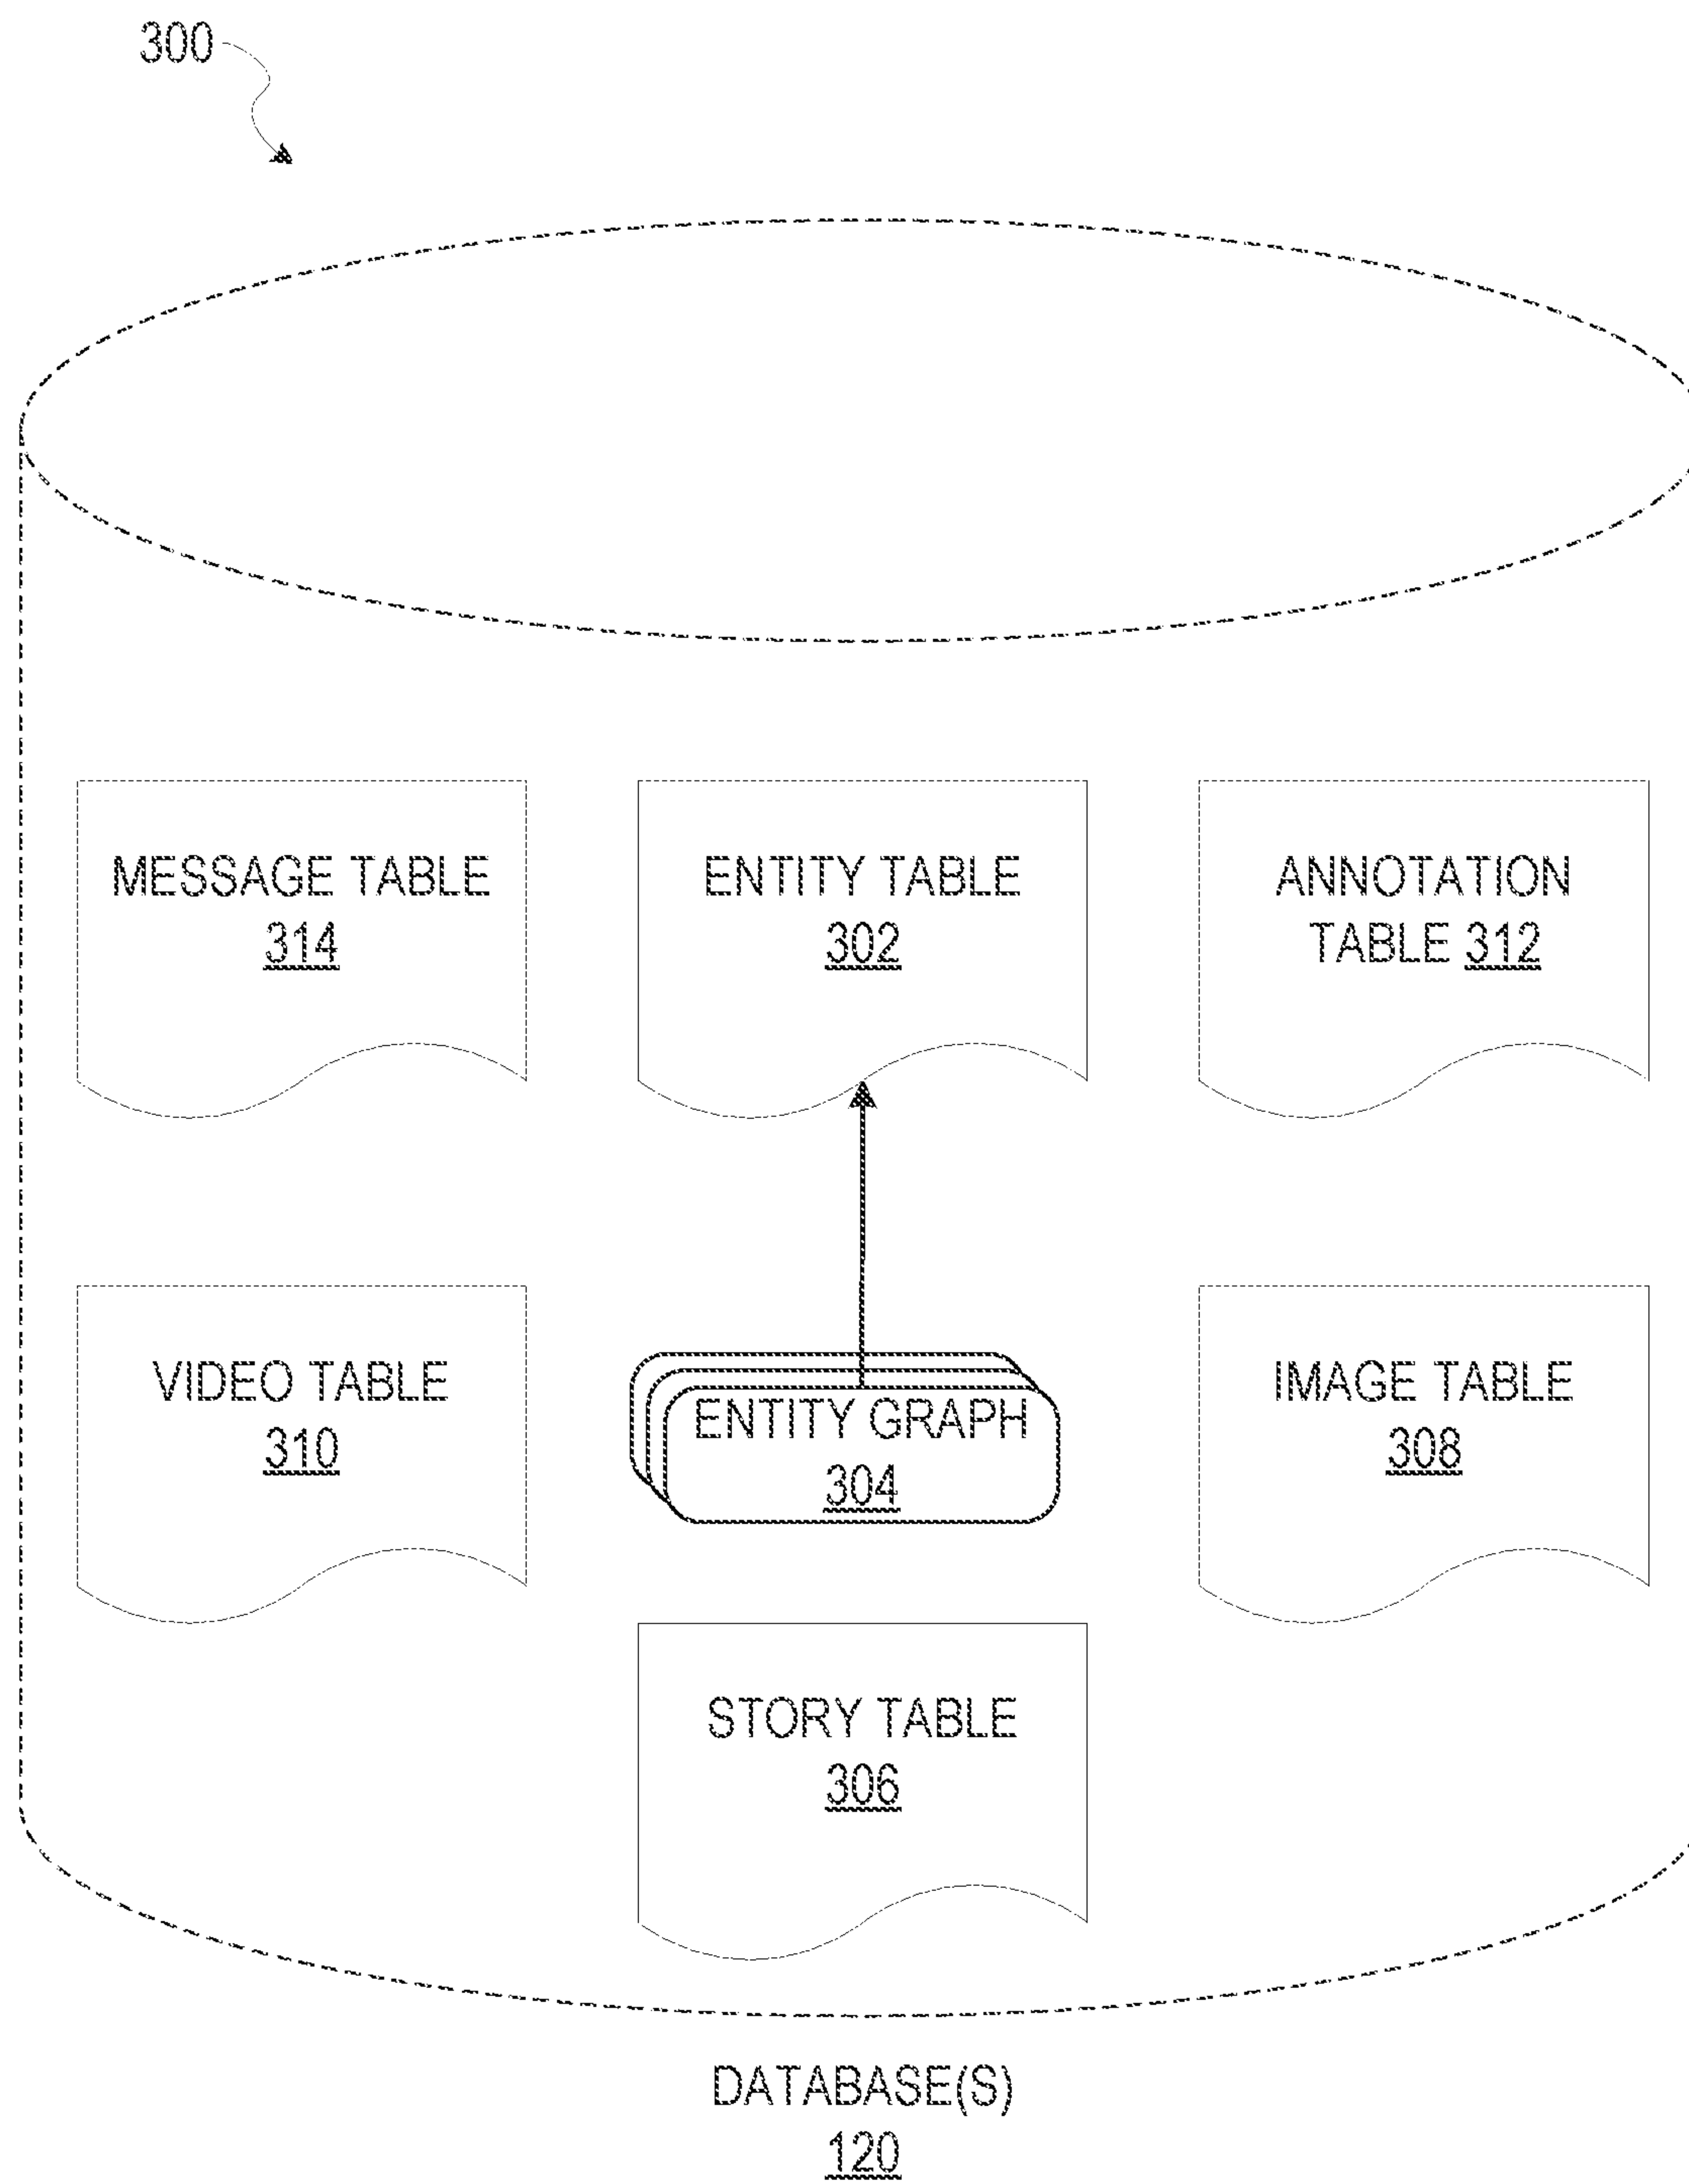 300
MESSAGE TABLE
314
ENTITY TABLE
302
ANNOTATION
TABLE 312
VIDEO TABLE
310
ENTITY GRAPH
304
IMAGE TABLE
308
STORY TABLE
306
DATABASE(S)
120